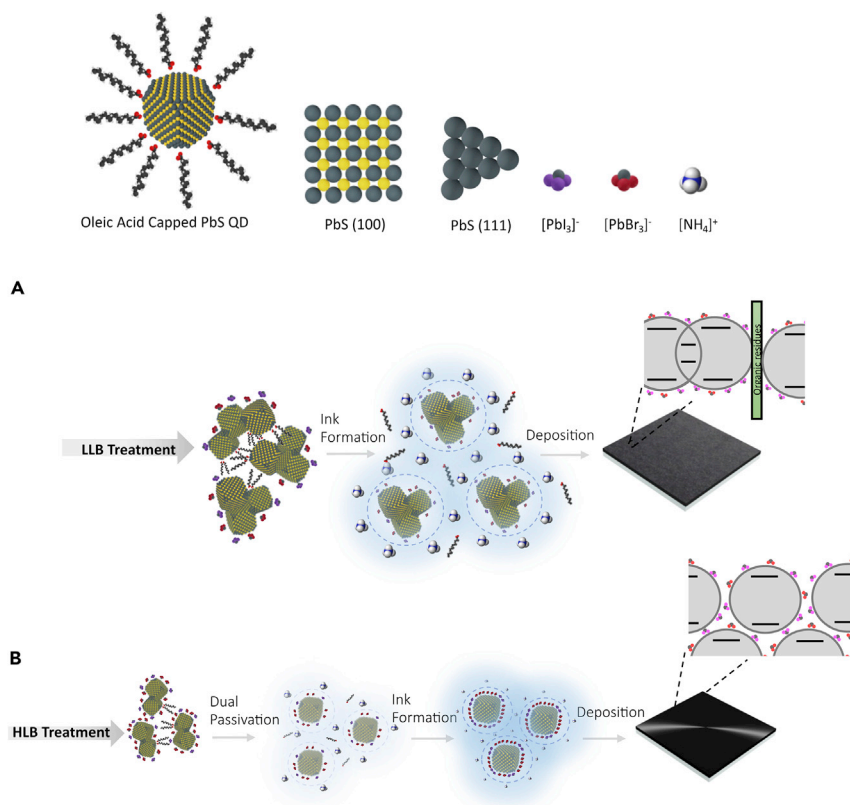 Oleic Acid Capped PbS QD
PbS (100)
PbS (111)
[PbI₃]⁻
[PbBr₃]⁻
[NH₄]⁺
A
Organic residues
LLB Treatment
Ink
Formation
Deposition
B
HLB Treatment
Dual
Passivation
Ink
Formation
Deposition